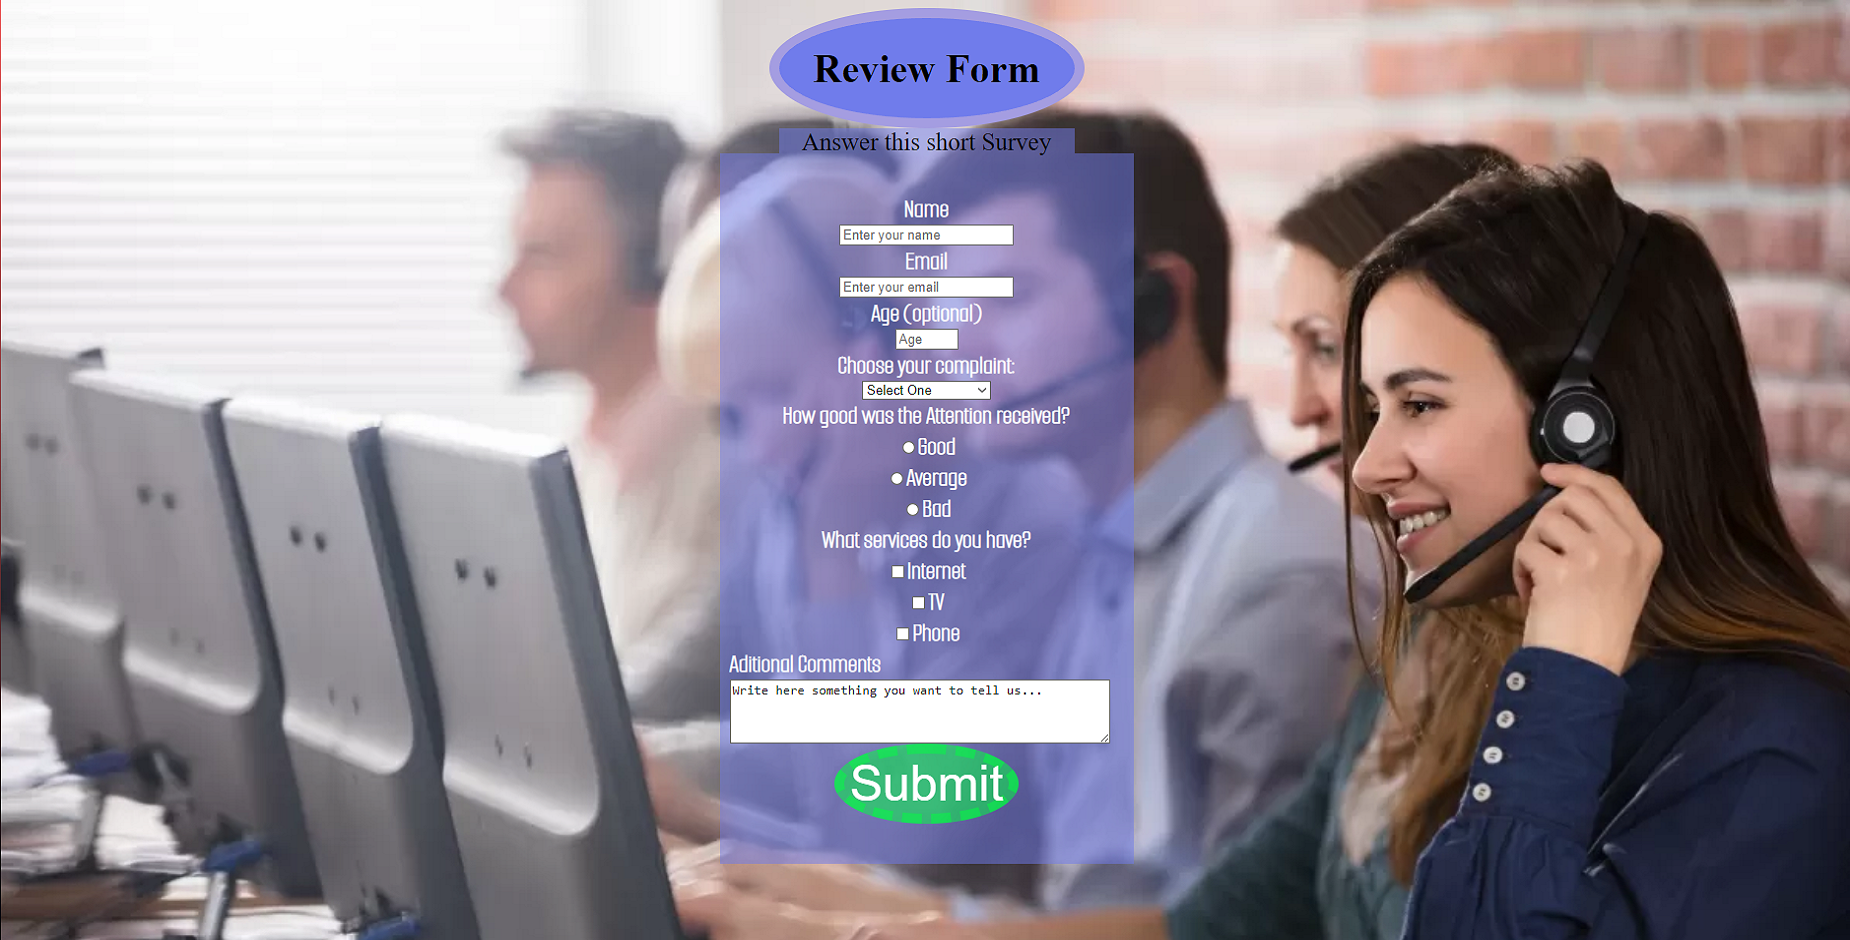 Review Form
Answer this short Survey
Name
Enter your name
Email
Enter your email
Age (optional)
Age
Choose your complaint:
Select One
How good was the Attention received?
Good
Average
Bad
What services do you have?
Internet
TV
Phone
Aditional Comments
Write here something you want to tell us...
Submit